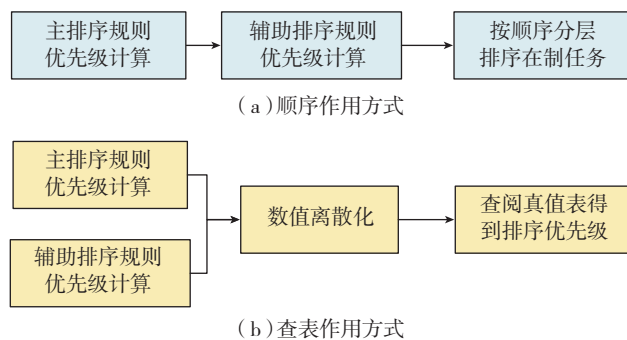 主排序规则
优先级计算
辅助排序规则
优先级计算
按顺序分层
排序在制任务
（a）顺序作用方式
主排序规则
优先级计算
辅助排序规则
优先级计算
数值离散化
查阅真值表得
到排序优先级
（b）查表作用方式